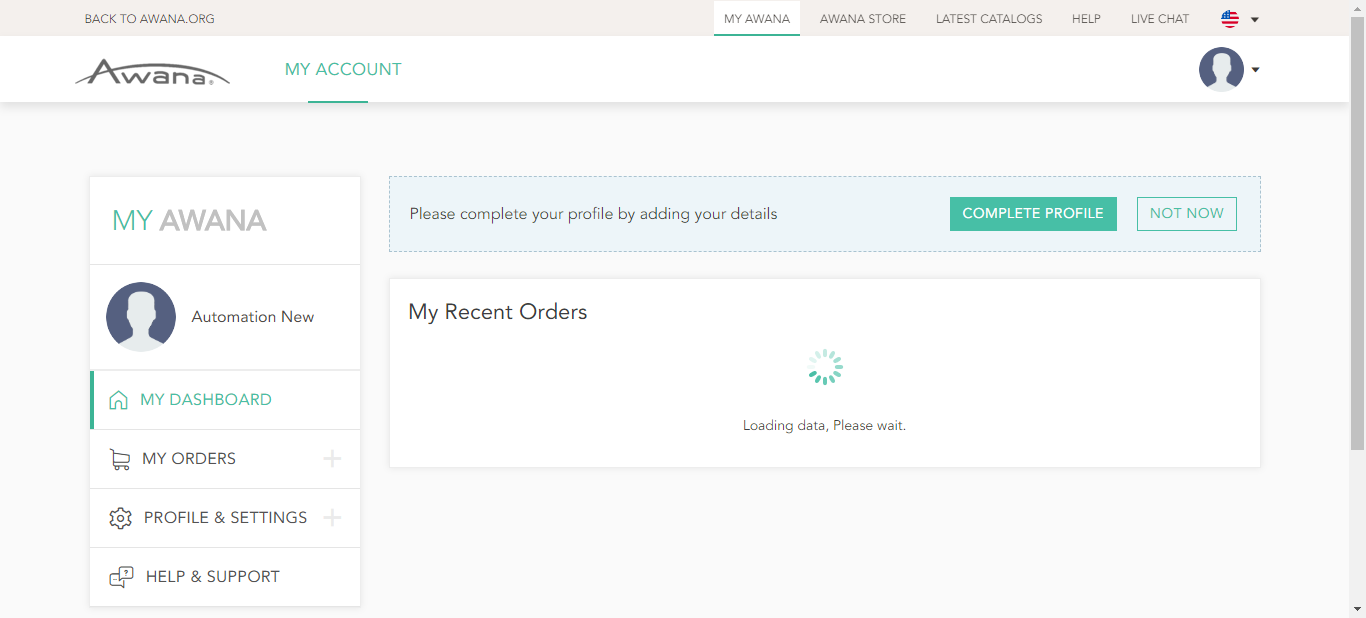 BACK TO AWANA.ORG
MY AWANA
AWANA STORE
LATEST CATALOGS
HELP
LIVE CHAT
Awana®
MY ACCOUNT
MY AWANA
Automation New
MY DASHBOARD
MY ORDERS
PROFILE & SETTINGS
HELP & SUPPORT
Please complete your profile by adding your details
COMPLETE PROFILE
NOT NOW
My Recent Orders
Loading data, Please wait.